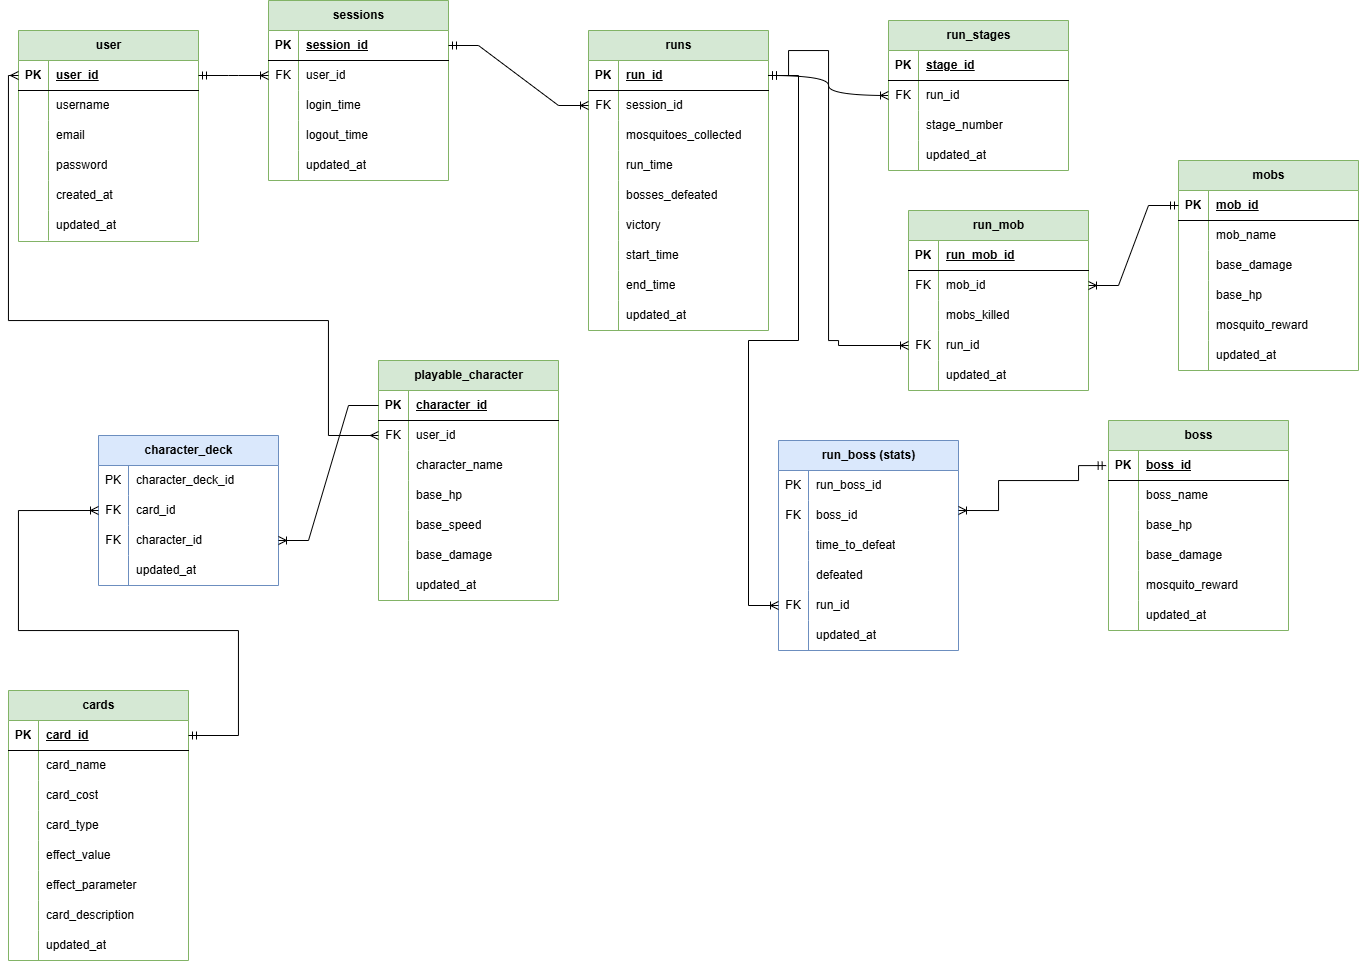 user
PK user_id
username
email
password
created_at
updated_at
sessions
PK session_id
FK user_id
login_time
logout_time
updated_at
runs
PK run_id
FK session_id
mosquitoes_collected
run_time
bosses_defeated
victory
start_time
end_time
updated_at
run_stages
PK stage_id
FK run_id
stage_number
updated_at
mobs
PK mob_id
mob_name
base_damage
base_hp
mosquito_reward
updated_at
run_mob
PK run_mob_id
FK mob_id
mobs_killed
FK run_id
updated_at
playable_character
PK character_id
FK user_id
character_name
base_hp
base_speed
base_damage
updated_at
character_deck
PK character_deck_id
FK card_id
FK character_id
updated_at
run_boss (stats)
PK run_boss_id
FK boss_id
time_to_defeat
defeated
FK run_id
updated_at
boss
PK boss_id
boss_name
base_hp
base_damage
mosquito_reward
updated_at
cards
PK card_id
card_name
card_cost
card_type
effect_value
effect_parameter
card_description
updated_at